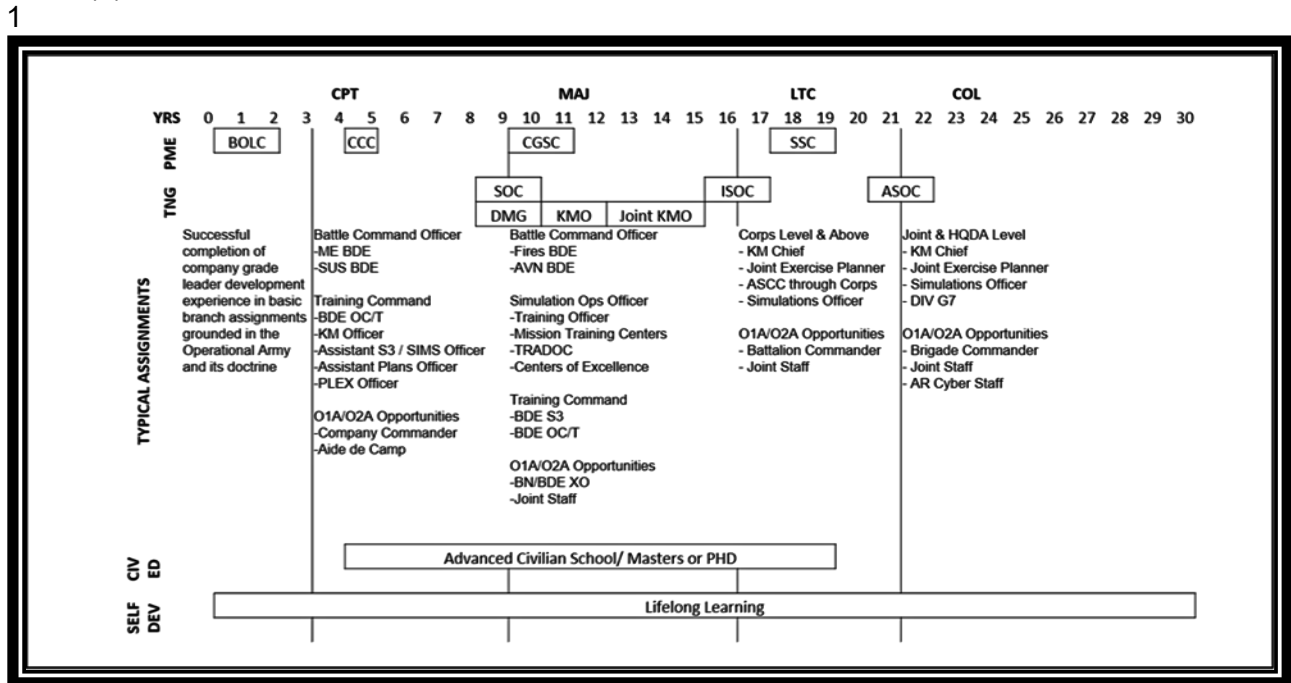 1
CPT MAJ LTC COL
YRS 0 1 2 3 4 5 6 7 8 9 10 11 12 13 14 15 16 17 18 19 20 21 22 23 24 25 26 27 28 29 30
PME
BOLC CCC CGSC SSC
TNG
SOC ISOC ASOC
DMG KMO Joint KMO
TYPICAL ASSIGNMENTS
Successful
completion of
company grade
leader development
experience in basic
branch assignments
grounded in the
Operational Army
and its doctrine
Battle Command Officer
-ME BDE
-SUS BDE
Training Command
-BDE OC/T
-KM Officer
-Assistant S3 / SIMS Officer
-Assistant Plans Officer
-PLEX Officer
O1A/O2A Opportunities
-Company Commander
-Aide de Camp
Battle Command Officer
-Fires BDE
-AVN BDE
Simulation Ops Officer
-Training Officer
-Mission Training Centers
-TRADOC
-Centers of Excellence
Training Command
-BDE S3
-BDE OC/T
O1A/O2A Opportunities
-BN/BDE XO
-Joint Staff
Corps Level & Above
- KM Chief
- Joint Exercise Planner
- ASCC through Corps
- Simulations Officer
O1A/O2A Opportunities
- Battalion Commander
- Joint Staff
Joint & HQDA Level
- KM Chief
- Joint Exercise Planner
- Simulations Officer
- DIV G7
O1A/O2A Opportunities
- Brigade Commander
- Joint Staff
- AR Cyber Staff
CIV
ED
Advanced Civilian School/ Masters or PHD
SELF
DEV
Lifelong Learning